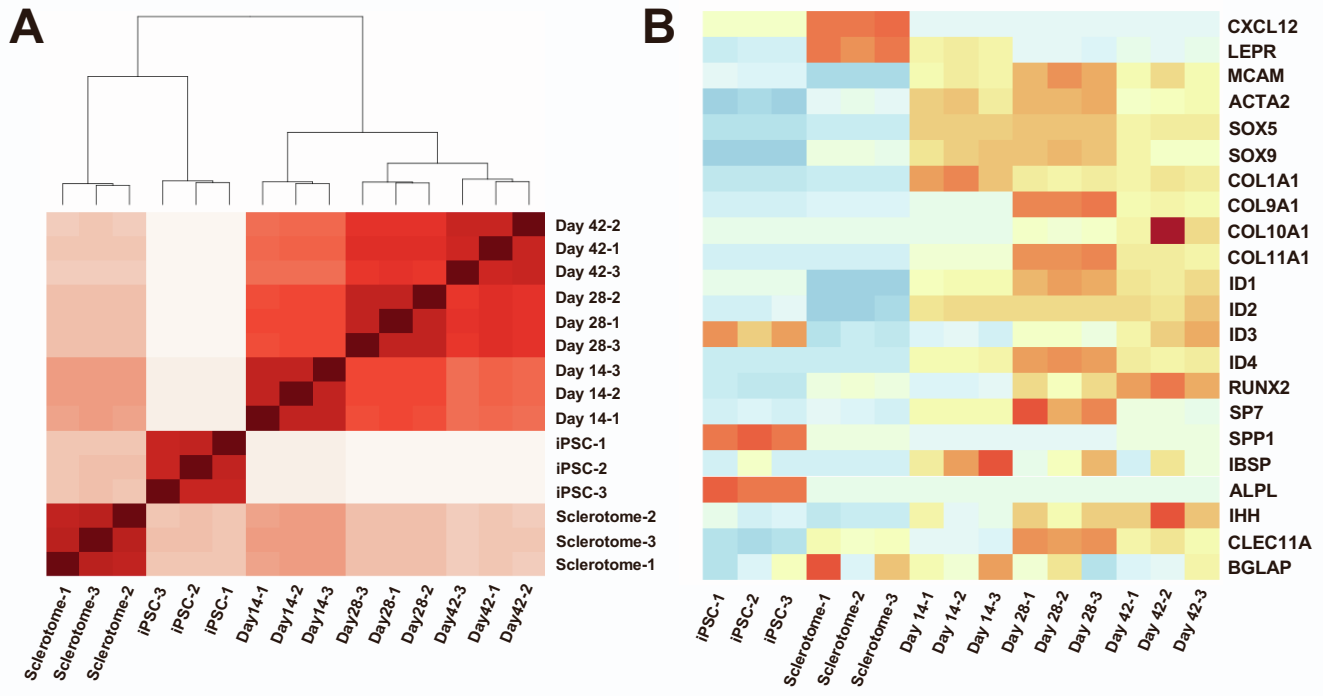 A
B
Day 42-2
Day 42-1
Day 42-3
Day 28-2
Day 28-1
Day 28-3
Day 14-3
Day 14-2
Day 14-1
iPSC-1
iPSC-2
iPSC-3
Sclerotome-2
Sclerotome-3
Sclerotome-1
Sclerotome-1
Sclerotome-3
Sclerotome-2
iPSC-3
iPSC-2
iPSC-1
Day14-1
Day14-2
Day14-3
Day28-3
Day28-1
Day28-2
Day42-3
Day42-1
Day42-2
CXCL12
LEPR
MCAM
ACTA2
SOX5
SOX9
COL1A1
COL9A1
COL10A1
COL11A1
ID1
ID2
ID3
ID4
RUNX2
SP7
SPP1
IBSP
ALPL
IHH
CLEC11A
BGLAP
iPSC-1
iPSC-2
iPSC-3
Sclerotome-1
Sclerotome-2
Sclerotome-3
Day 14-1
Day 14-2
Day 14-3
Day 28-1
Day 28-2
Day 28-3
Day 42-1
Day 42-2
Day 42-3